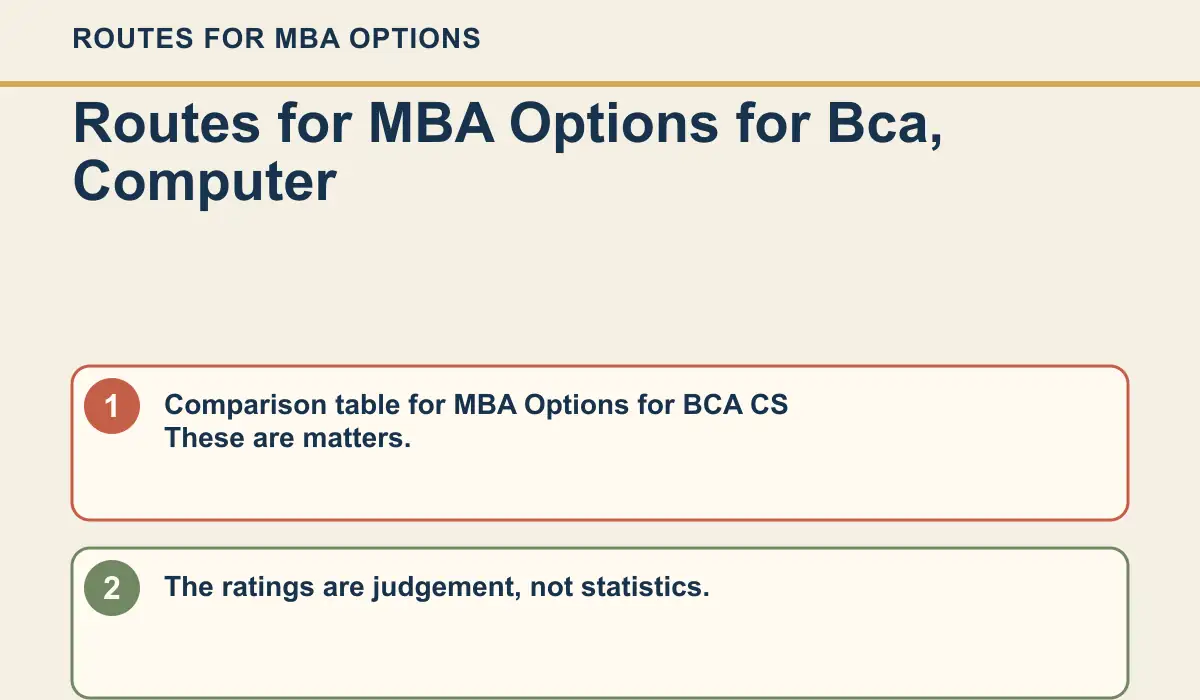 ROUTES FOR MBA OPTIONS
Routes for MBA Options for Bca,
Computer
1
Comparison table for MBA Options for BCA CS
These are matters.
2
The ratings are judgement, not statistics.